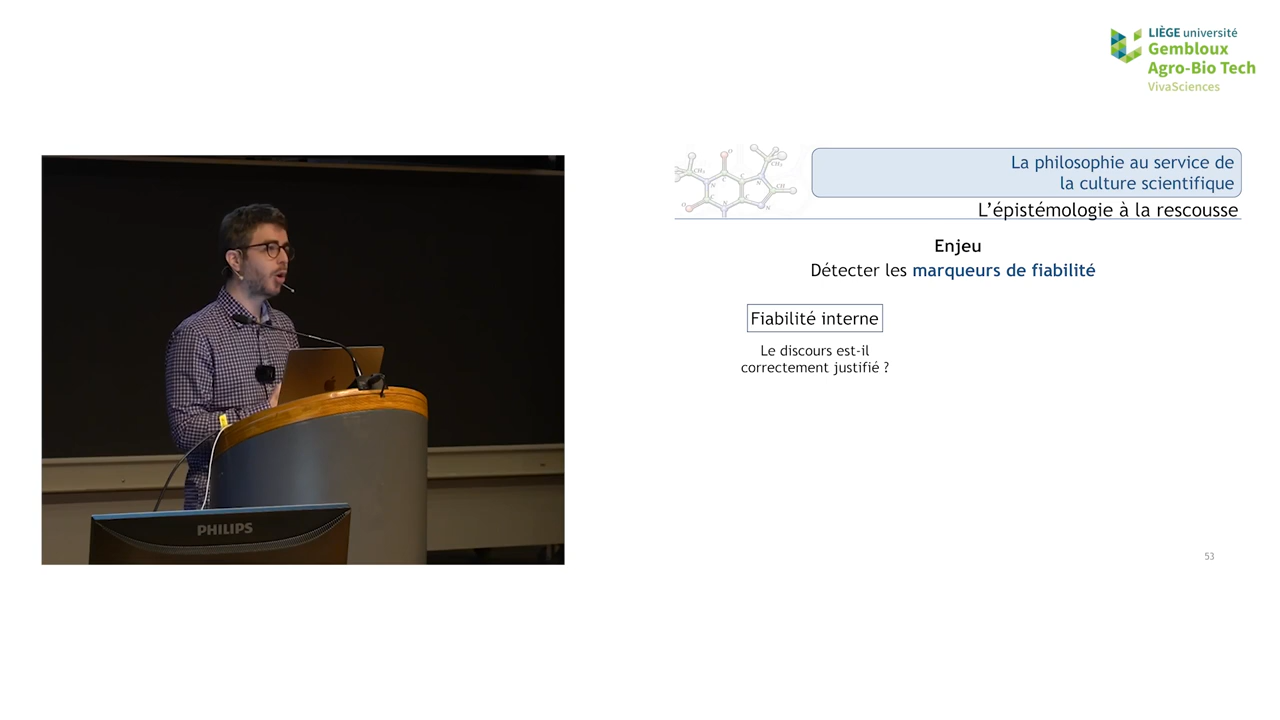 LIÈGE université
Gembloux
Agro-Bio Tech
VivaSciences
La philosophie au service de
la culture scientifique
L'épistémologie à la rescousse
Enjeu
Détecter les marqueurs de fiabilité
Fiabilité interne
Le discours est-il
correctement justifié ?
53
PHILIPS